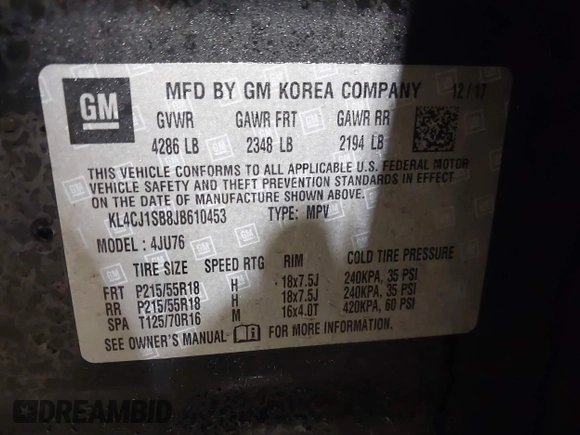 GM MFD BY GM KOREA COMPANY 12/17
GVWR GAWR FRT GAWR RR
4286 LB 2348 LB 2194 LB
THIS VEHICLE CONFORMS TO ALL APPLICABLE U.S. FEDERAL MOTOR
VEHICLE SAFETY AND THEFT PREVENTION STANDARDS IN EFFECT
ON THE DATE OF MANUFACTURE SHOWN ABOVE.
KL4CJ1SB8JB610453 TYPE: MPV
MODEL: 4JU76
TIRE SIZE SPEED RTG RIM COLD TIRE PRESSURE
FRT P215/55R18 H 18x7.5J 240KPA, 35 PSI
RR P215/55R18 H 18x7.5J 240KPA, 35 PSI
SPA T125/70R16 M 16x4.0T 420KPA, 60 PSI
SEE OWNER'S MANUAL FOR MORE INFORMATION.
DREAMBID